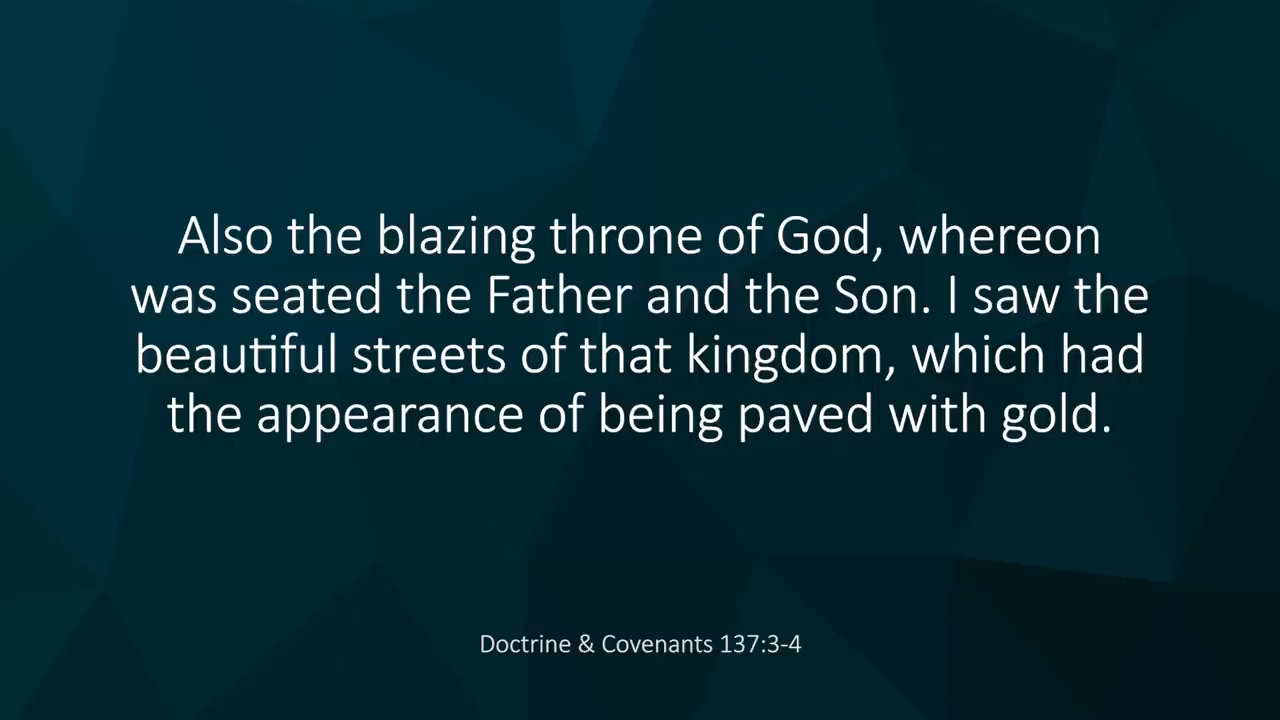 Also the blazing throne of God, whereon
was seated the Father and the Son. I saw the
beautiful streets of that kingdom, which had
the appearance of being paved with gold.
Doctrine & Covenants 137:3-4